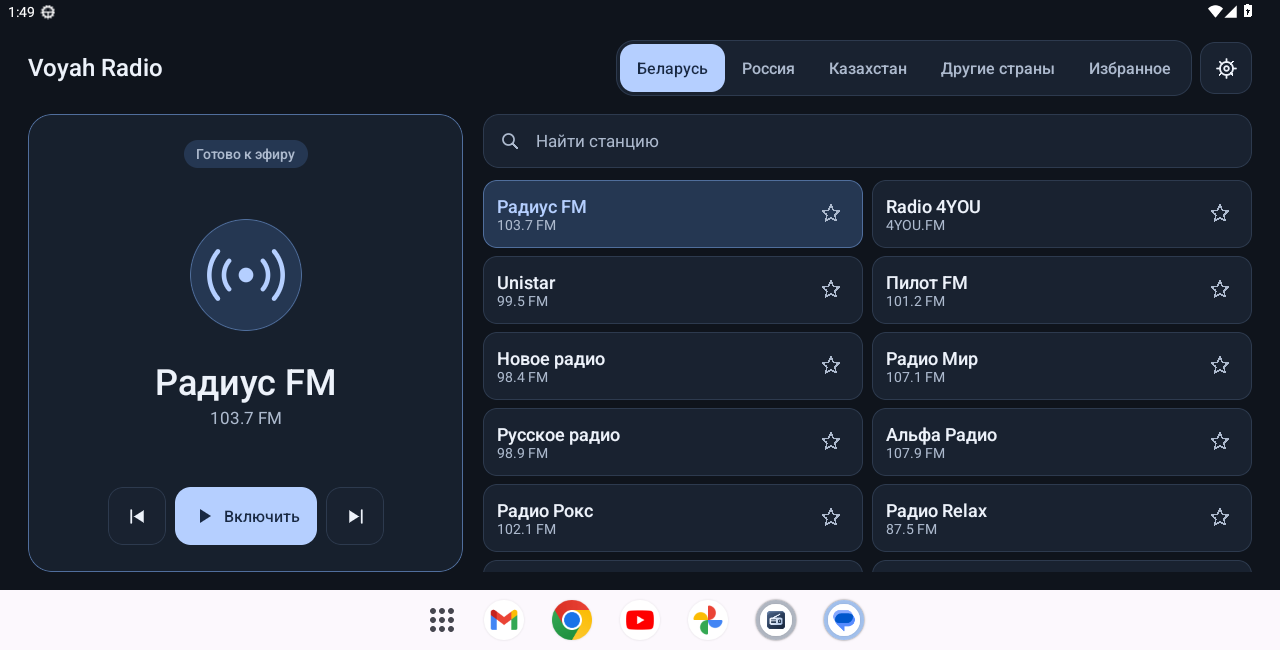 1:49
Voyah Radio
Беларусь
Россия
Казахстан
Другие страны
Избранное
Готово к эфиру
Радиус FM
103.7 FM
Включить
Найти станцию
Радиус FM
103.7 FM
Radio 4YOU
4YOU.FM
Unistar
99.5 FM
Пилот FM
101.2 FM
Новое радио
98.4 FM
Радио Мир
107.1 FM
Русское радио
98.9 FM
Альфа Радио
107.9 FM
Радио Рокс
102.1 FM
Радио Relax
87.5 FM